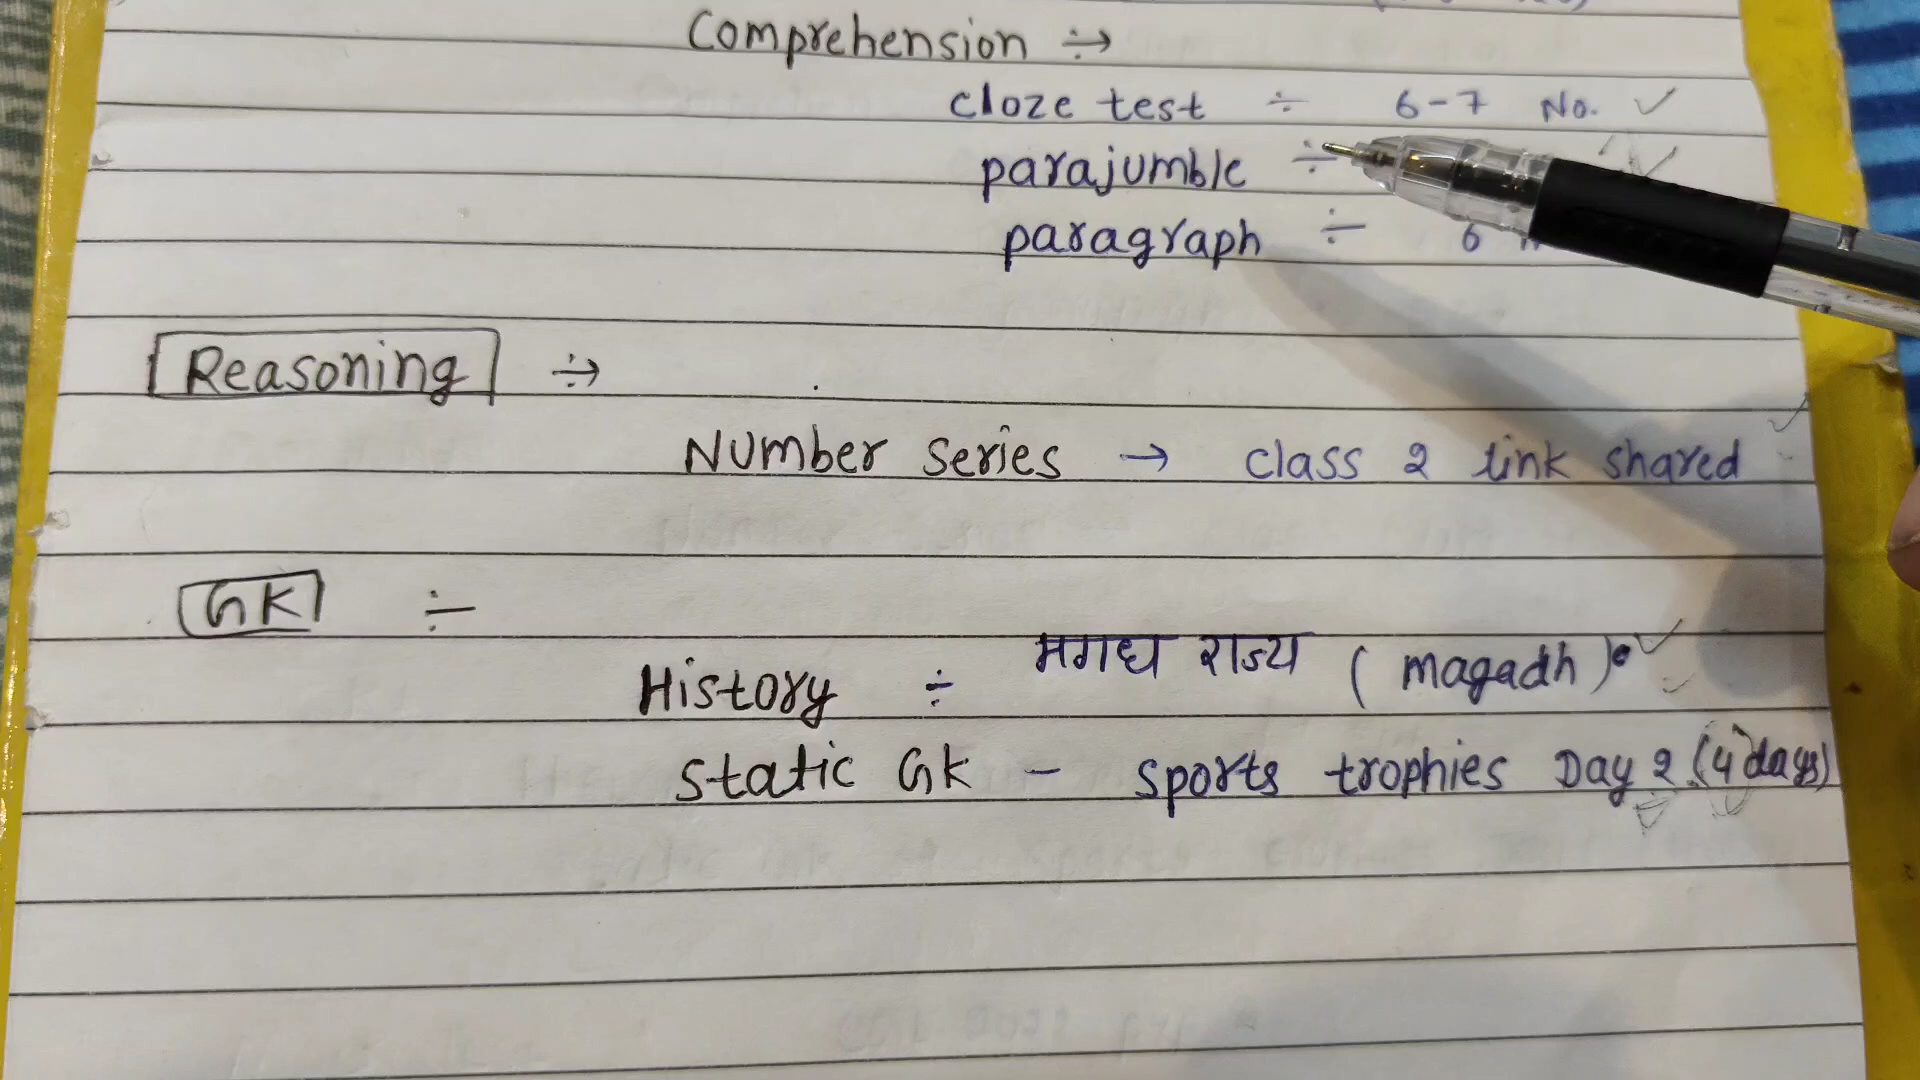 Comprehension ÷→
cloze test ÷ 6-7 No. ✓
parajumble ÷ ✓
paragraph ÷ 6
Reasoning ÷→
Number Series → class 2 link shared
GK ÷
History ÷ मगध राज्य ( Magadh ) ✓
Static GK - sports trophies Day 2 (4 days)